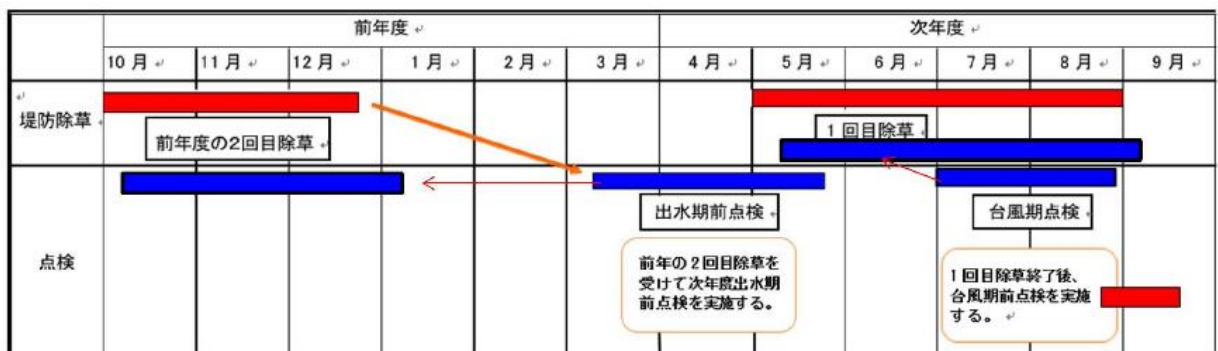 前年度 次年度
10月 11月 12月 1月 2月 3月 4月 5月 6月 7月 8月 9月
堤防除草
前年度の2回目除草
1回目除草
点検
出水期前点検
台風期点検
前年の2回目除草を
受けて次年度出水期
前点検を実施する。
1回目除草終了後、
台風期前点検を実施
する。